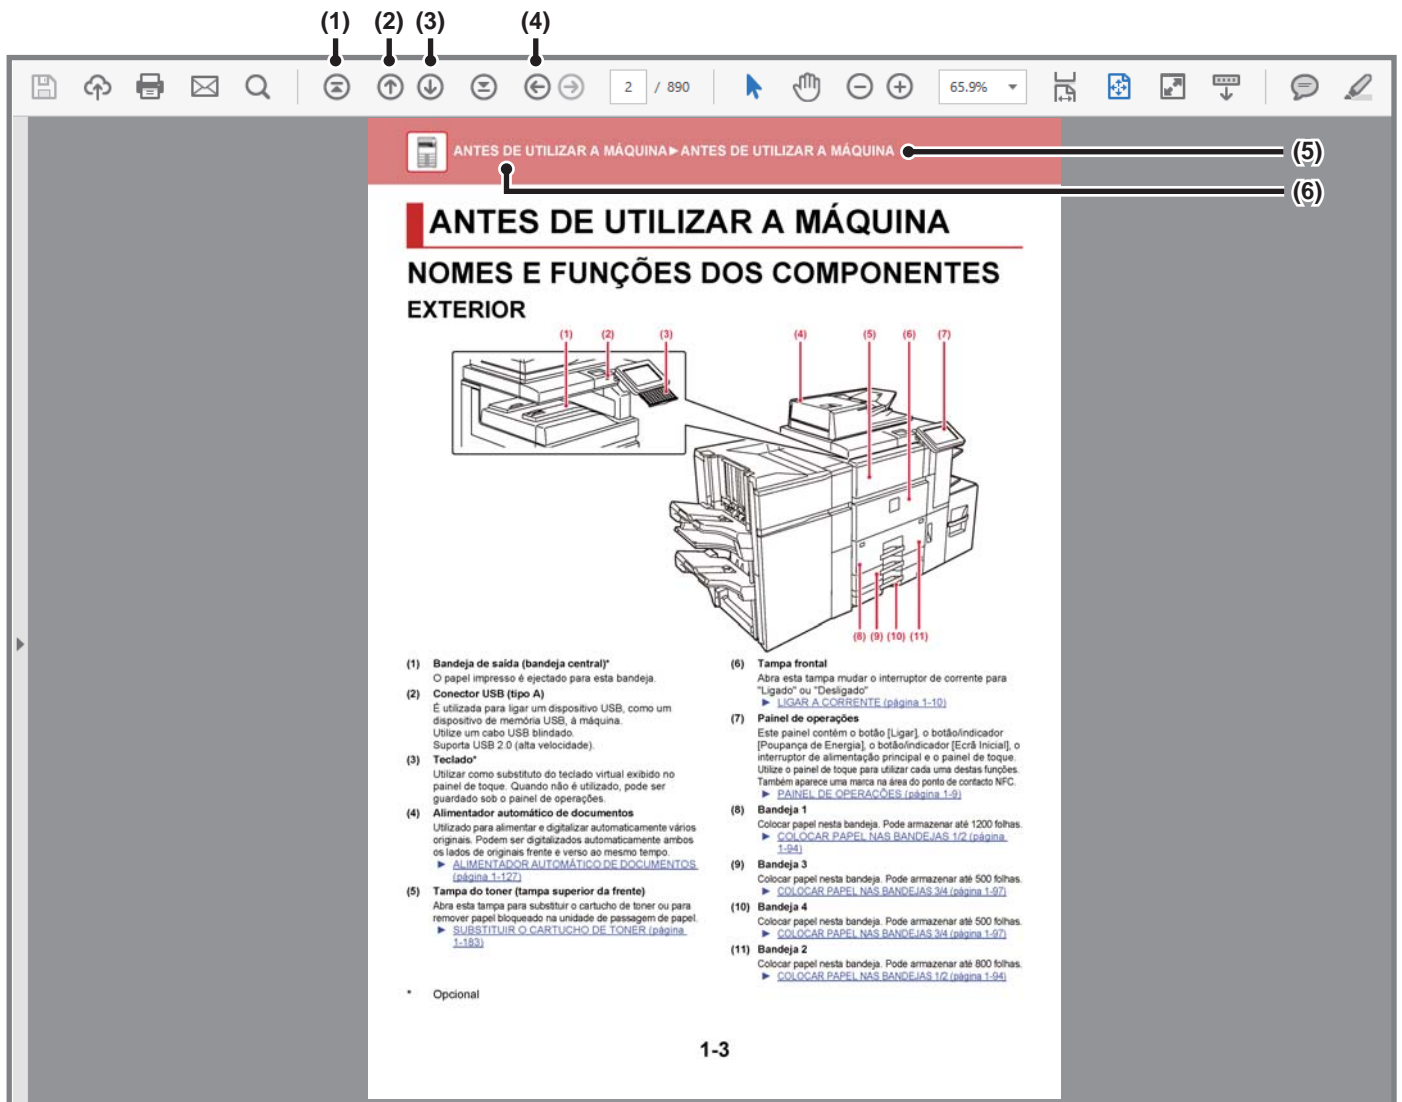 (1) (2) (3) (4)
2 / 890 65.9%
ANTES DE UTILIZAR A MÁQUINA►ANTES DE UTILIZAR A MÁQUINA (5)
(6)
ANTES DE UTILIZAR A MÁQUINA
NOMES E FUNÇÕES DOS COMPONENTES
EXTERIOR
(1) (2) (3) (4) (5) (6) (7)
(8) (9) (10) (11)
(1) Bandeja de saída (bandeja central)*
O papel impresso é ejectado para esta bandeja.
(2) Conector USB (tipo A)
É utilizada para ligar um dispositivo USB, como um
dispositivo de memória USB, à máquina.
Utilize um cabo USB blindado.
Suporta USB 2.0 (alta velocidade).
(3) Teclado*
Utilizar como substituto do teclado virtual exibido no
painel de toque. Quando não é utilizado, pode ser
guardado sob o painel de operações.
(4) Alimentador automático de documentos
Utilizado para alimentar e digitalizar automaticamente vários
originais. Podem ser digitalizados automaticamente ambos
os lados de originais frente e verso ao mesmo tempo.
► ALIMENTADOR AUTOMÁTICO DE DOCUMENTOS
(página 1-127)
(5) Tampa do toner (tampa superior da frente)
Abra esta tampa para substituir o cartucho de toner ou para
remover papel bloqueado na unidade de passagem de papel.
► SUBSTITUIR O CARTUCHO DE TONER (página
1-183)
* Opcional
(6) Tampa frontal
Abra esta tampa mudar o interruptor de corrente para
"Ligado" ou "Desligado"
► LIGAR A CORRENTE (página 1-10)
(7) Painel de operações
Este painel contém o botão [Ligar], o botão/indicador
[Poupança de Energia], o botão/indicador [Ecrã Inicial], o
interruptor de alimentação principal e o painel de toque.
Utilize o painel de toque para utilizar cada uma destas funções.
Também aparece uma marca na área do ponto de contacto NFC.
► PAINEL DE OPERAÇÕES (página 1-9)
(8) Bandeja 1
Colocar papel nesta bandeja. Pode armazenar até 1200 folhas.
► COLOCAR PAPEL NAS BANDEJAS 1/2 (página
1-94)
(9) Bandeja 3
Colocar papel nesta bandeja. Pode armazenar até 500 folhas.
► COLOCAR PAPEL NAS BANDEJAS 3/4 (página 1-97)
(10) Bandeja 4
Colocar papel nesta bandeja. Pode armazenar até 500 folhas.
► COLOCAR PAPEL NAS BANDEJAS 3/4 (página 1-97)
(11) Bandeja 2
Colocar papel nesta bandeja. Pode armazenar até 800 folhas.
► COLOCAR PAPEL NAS BANDEJAS 1/2 (página 1-94)
1-3